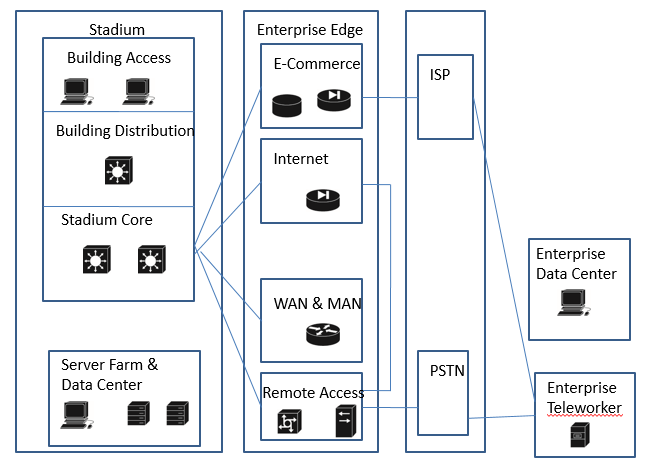 Stadium
Building Access
Building Distribution
Stadium Core
Server Farm &
Data Center
Enterprise Edge
E-Commerce
Internet
WAN & MAN
Remote Access
ISP
PSTN
Enterprise
Data Center
Enterprise
Teleworker